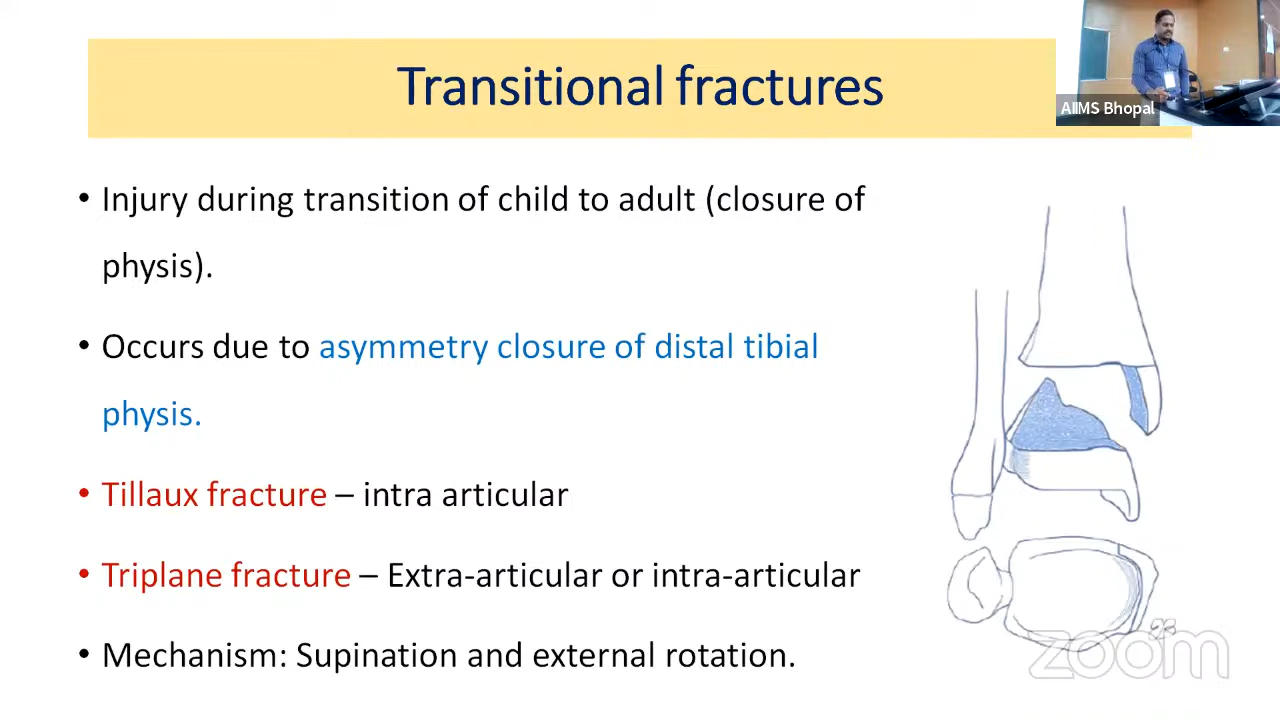 Transitional fractures
AIIMS Bhopal
• Injury during transition of child to adult (closure of
physis).
• Occurs due to asymmetry closure of distal tibial
physis.
• Tillaux fracture – intra articular
• Triplane fracture – Extra-articular or intra-articular
• Mechanism: Supination and external rotation.
zoom